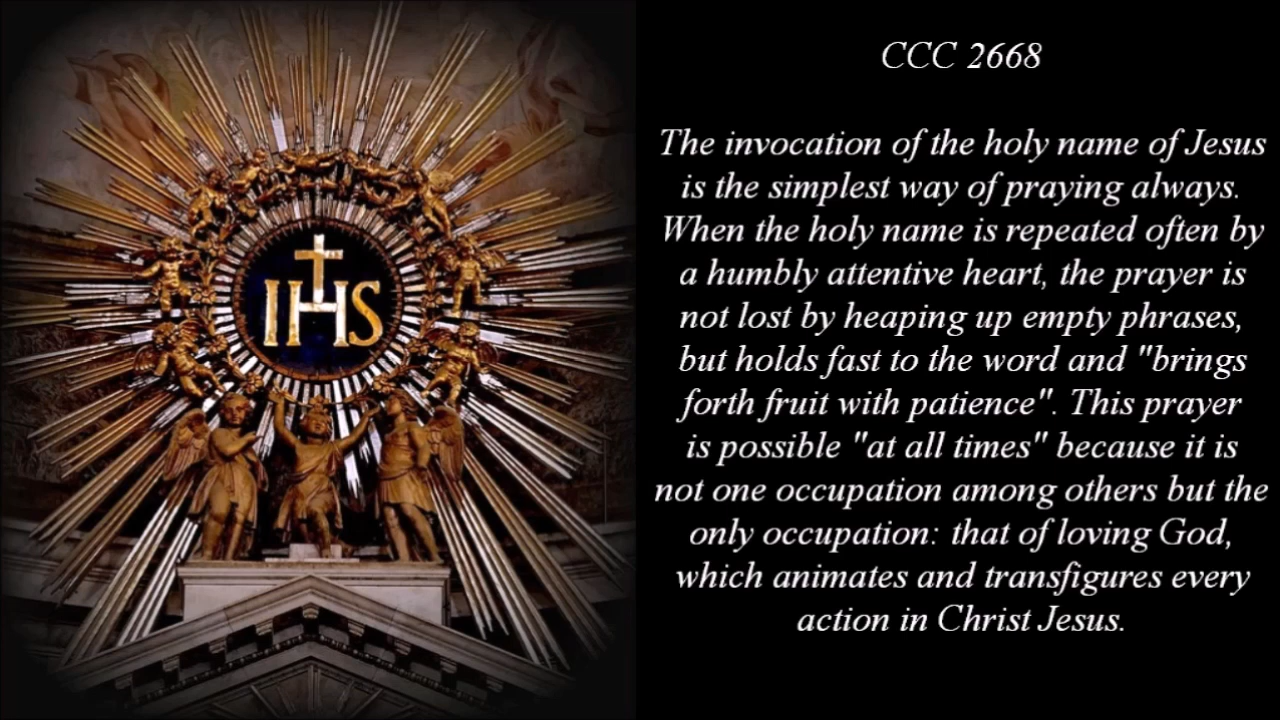 IHS
CCC 2668
The invocation of the holy name of Jesus
is the simplest way of praying always.
When the holy name is repeated often by
a humbly attentive heart, the prayer is
not lost by heaping up empty phrases,
but holds fast to the word and "brings
forth fruit with patience". This prayer
is possible "at all times" because it is
not one occupation among others but the
only occupation: that of loving God,
which animates and transfigures every
action in Christ Jesus.